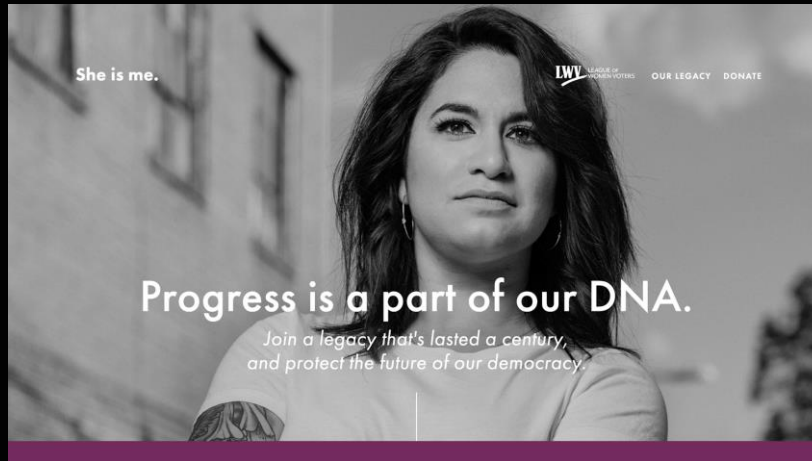 She is me.
LWV LEAGUE OF
WOMEN VOTERS
OUR LEGACY DONATE
Progress is a part of our DNA.
Join a legacy that's lasted a century,
and protect the future of our democracy.